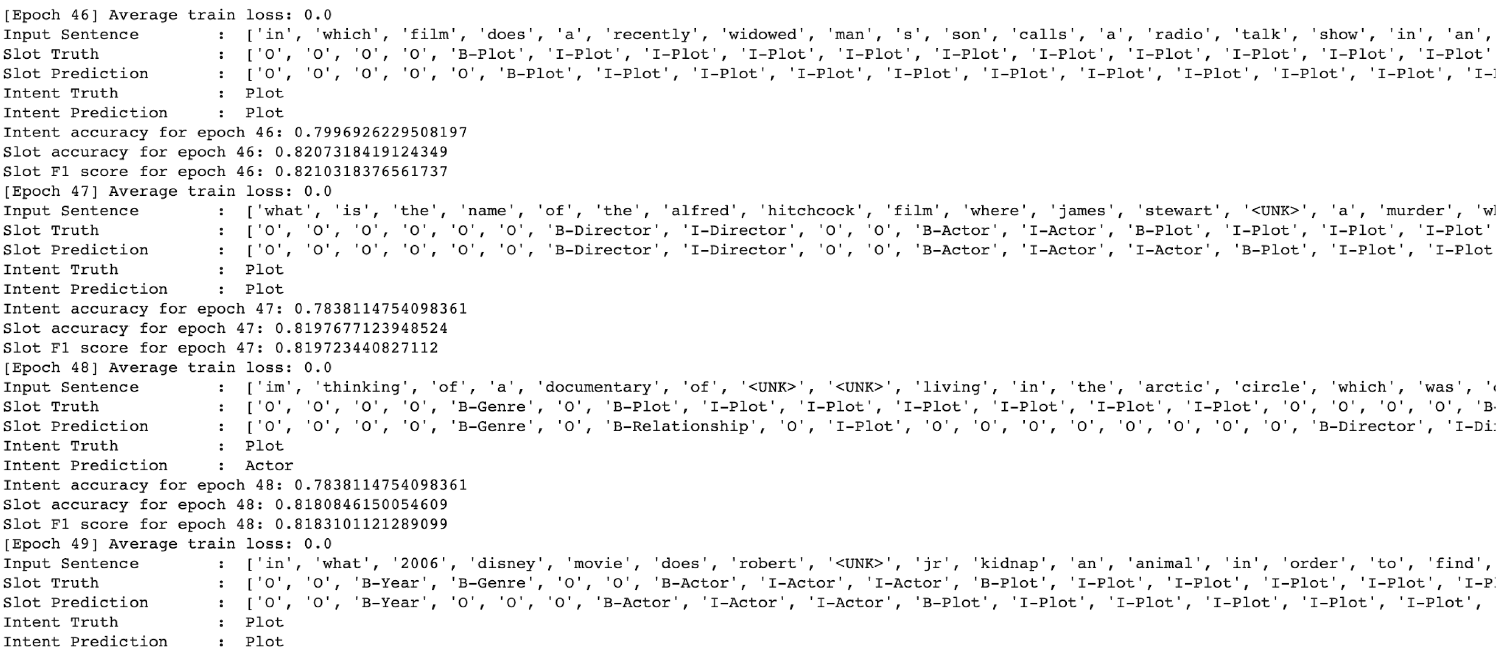 [Epoch 46] Average train loss: 0.0
Input Sentence : ['in', 'which', 'film', 'does', 'a', 'recently', 'widowed', 'man', 's', 'son', 'calls', 'a', 'radio', 'talk', 'show', 'in', 'an',
Slot Truth : ['O', 'O', 'O', 'O', 'B-Plot', 'I-Plot', 'I-Plot', 'I-Plot', 'I-Plot', 'I-Plot', 'I-Plot', 'I-Plot', 'I-Plot', 'I-Plot', 'I-Plot'
Slot Prediction : ['O', 'O', 'O', 'O', 'O', 'B-Plot', 'I-Plot', 'I-Plot', 'I-Plot', 'I-Plot', 'I-Plot', 'I-Plot', 'I-Plot', 'I-Plot', 'I-Plot', 'I-
Intent Truth : Plot
Intent Prediction : Plot
Intent accuracy for epoch 46: 0.7996926229508197
Slot accuracy for epoch 46: 0.8207318419124349
Slot F1 score for epoch 46: 0.8210318376561737
[Epoch 47] Average train loss: 0.0
Input Sentence : ['what', 'is', 'the', 'name', 'of', 'the', 'alfred', 'hitchcock', 'film', 'where', 'james', 'stewart', '<UNK>', 'a', 'murder',
Slot Truth : ['O', 'O', 'O', 'O', 'O', 'O', 'B-Director', 'I-Director', 'O', 'O', 'B-Actor', 'I-Actor', 'B-Plot', 'I-Plot', 'I-Plot', 'I-Plot'
Slot Prediction : ['O', 'O', 'O', 'O', 'O', 'O', 'B-Director', 'I-Director', 'O', 'O', 'B-Actor', 'I-Actor', 'I-Actor', 'B-Plot', 'I-Plot', 'I-Plot
Intent Truth : Plot
Intent Prediction : Plot
Intent accuracy for epoch 47: 0.7838114754098361
Slot accuracy for epoch 47: 0.8197677123948524
Slot F1 score for epoch 47: 0.819723440827112
[Epoch 48] Average train loss: 0.0
Input Sentence : ['im', 'thinking', 'of', 'a', 'documentary', 'of', '<UNK>', '<UNK>', 'living', 'in', 'the', 'arctic', 'circle', 'which', 'was',
Slot Truth : ['O', 'O', 'O', 'O', 'B-Genre', 'O', 'B-Plot', 'I-Plot', 'I-Plot', 'I-Plot', 'I-Plot', 'I-Plot', 'I-Plot', 'O', 'O', 'O', 'O', 'B-
Slot Prediction : ['O', 'O', 'O', 'O', 'B-Genre', 'O', 'B-Relationship', 'O', 'I-Plot', 'O', 'O', 'O', 'O', 'O', 'O', 'O', 'O', 'B-Director', 'I-Di
Intent Truth : Plot
Intent Prediction : Actor
Intent accuracy for epoch 48: 0.7838114754098361
Slot accuracy for epoch 48: 0.8180846150054609
Slot F1 score for epoch 48: 0.8183101121289099
[Epoch 49] Average train loss: 0.0
Input Sentence : ['in', 'what', '2006', 'disney', 'movie', 'does', 'robert', '<UNK>', 'jr', 'kidnap', 'an', 'animal', 'in', 'order', 'to', 'find',
Slot Truth : ['O', 'O', 'B-Year', 'B-Genre', 'O', 'O', 'B-Actor', 'I-Actor', 'I-Actor', 'B-Plot', 'I-Plot', 'I-Plot', 'I-Plot', 'I-Plot', 'I-P
Slot Prediction : ['O', 'O', 'B-Year', 'O', 'O', 'O', 'B-Actor', 'I-Actor', 'I-Actor', 'B-Plot', 'I-Plot', 'I-Plot', 'I-Plot', 'I-Plot', 'I-Plot',
Intent Truth : Plot
Intent Prediction : Plot